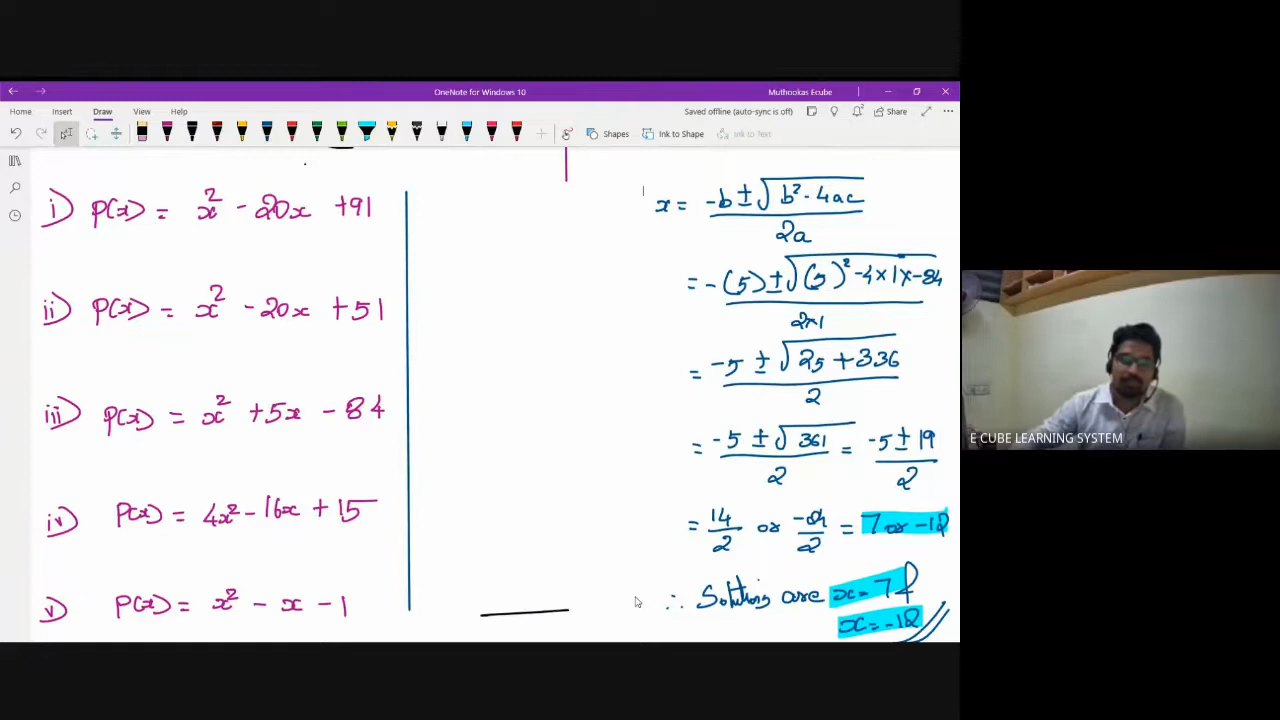 OneNote for Windows 10
Muthookas Ecube
Home Insert Draw View Help
Saved offline (auto-sync is off)
Share
Shapes
Ink to Shape
Ink to Text
i) P(x) = x² - 20x + 91
ii) P(x) = x² - 20x + 51
iii) P(x) = x² + 5x - 84
iv) P(x) = 4x² - 16x + 15
v) P(x) = x² - x - 1
x = -b ± √(b² - 4ac) / 2a
= -(5) ± √((5)² - 4×1×-84) / 2×1
= -5 ± √(25 + 336) / 2
= -5 ± √361 / 2 = -5 ± 19 / 2
= 14/2 or -24/2 = 7 or -12
∴ Solutions are x = 7 &
x = -12
E CUBE LEARNING SYSTEM